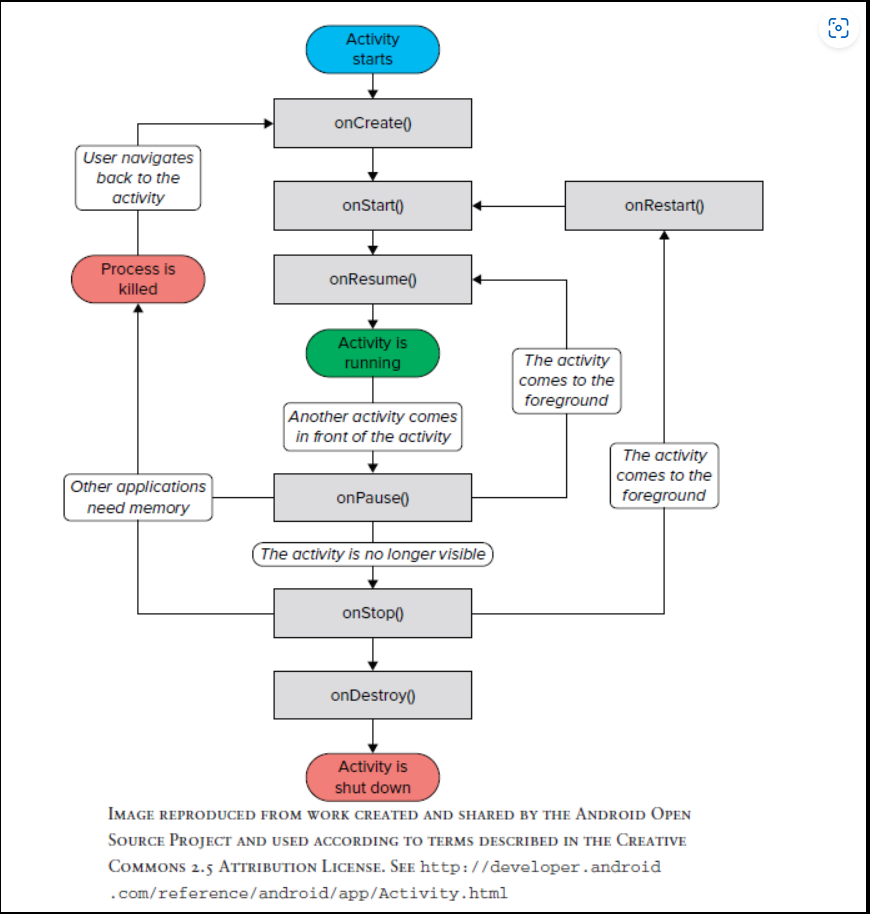 Activity
starts
onCreate()
User navigates
back to the
activity
onStart()
onRestart()
Process is
killed
onResume()
Activity is
running
The activity
comes to the
foreground
Another activity comes
in front of the activity
The activity
comes to the
foreground
Other applications
need memory
onPause()
The activity is no longer visible
onStop()
onDestroy()
Activity is
shut down
Image reproduced from work created and shared by the Android Open
Source Project and used according to terms described in the Creative
Commons 2.5 Attribution License. See http://developer.android
.com/reference/android/app/Activity.html